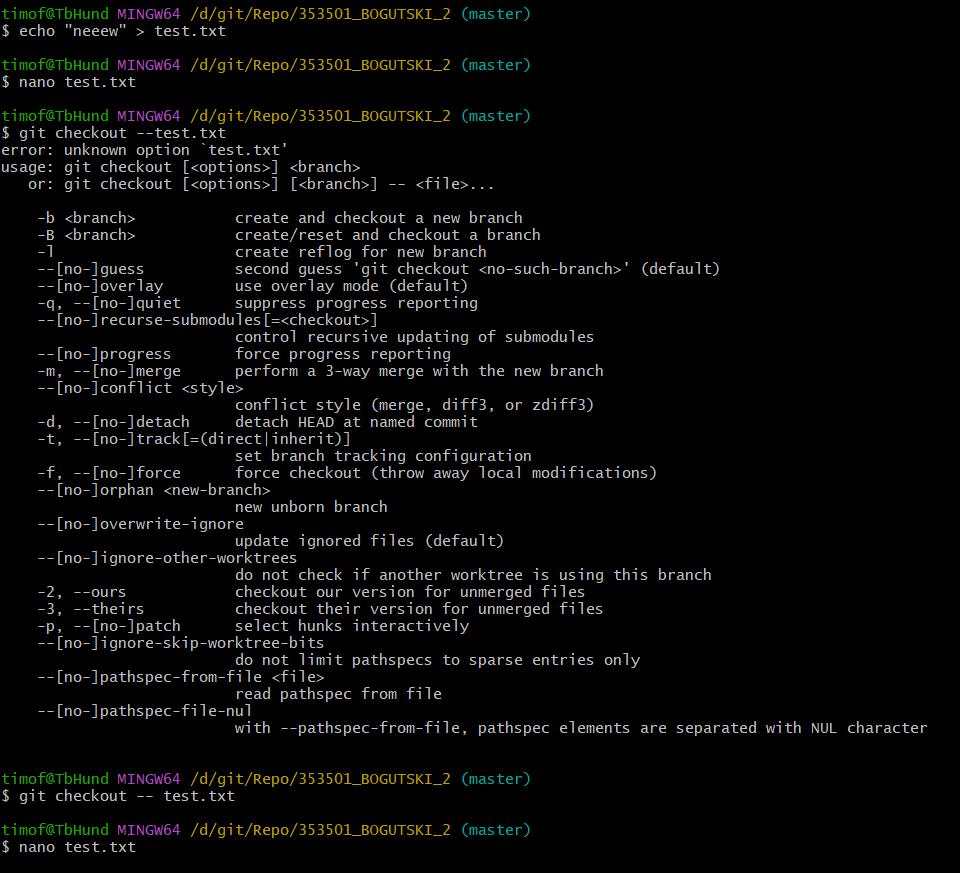 timof@TbHund MINGW64 /d/git/Repo/353501_BOGUTSKI_2 (master)
$ echo "neeew" > test.txt
timof@TbHund MINGW64 /d/git/Repo/353501_BOGUTSKI_2 (master)
$ nano test.txt
timof@TbHund MINGW64 /d/git/Repo/353501_BOGUTSKI_2 (master)
$ git checkout --test.txt
error: unknown option `test.txt'
usage: git checkout [<options>] <branch>
   or: git checkout [<options>] [<branch>] -- <file>...
    -b <branch>           create and checkout a new branch
    -B <branch>           create/reset and checkout a branch
    -l                    create reflog for new branch
    --[no-]guess          second guess 'git checkout <no-such-branch>' (default)
    --[no-]overlay        use overlay mode (default)
    -q, --[no-]quiet      suppress progress reporting
    --[no-]recurse-submodules[=<checkout>]
                          control recursive updating of submodules
    --[no-]progress       force progress reporting
    -m, --[no-]merge      perform a 3-way merge with the new branch
    --[no-]conflict <style>
                          conflict style (merge, diff3, or zdiff3)
    -d, --[no-]detach     detach HEAD at named commit
    -t, --[no-]track[=(direct|inherit)]
                          set branch tracking configuration
    -f, --[no-]force      force checkout (throw away local modifications)
    --[no-]orphan <new-branch>
                          new unborn branch
    --[no-]overwrite-ignore
                          update ignored files (default)
    --[no-]ignore-other-worktrees
                          do not check if another worktree is using this branch
    -2, --ours            checkout our version for unmerged files
    -3, --theirs          checkout their version for unmerged files
    -p, --[no-]patch      select hunks interactively
    --[no-]ignore-skip-worktree-bits
                          do not limit pathspecs to sparse entries only
    --[no-]pathspec-from-file <file>
                          read pathspec from file
    --[no-]pathspec-file-nul
                          with --pathspec-from-file, pathspec elements are separated with NUL character
timof@TbHund MINGW64 /d/git/Repo/353501_BOGUTSKI_2 (master)
$ git checkout -- test.txt
timof@TbHund MINGW64 /d/git/Repo/353501_BOGUTSKI_2 (master)
$ nano test.txt